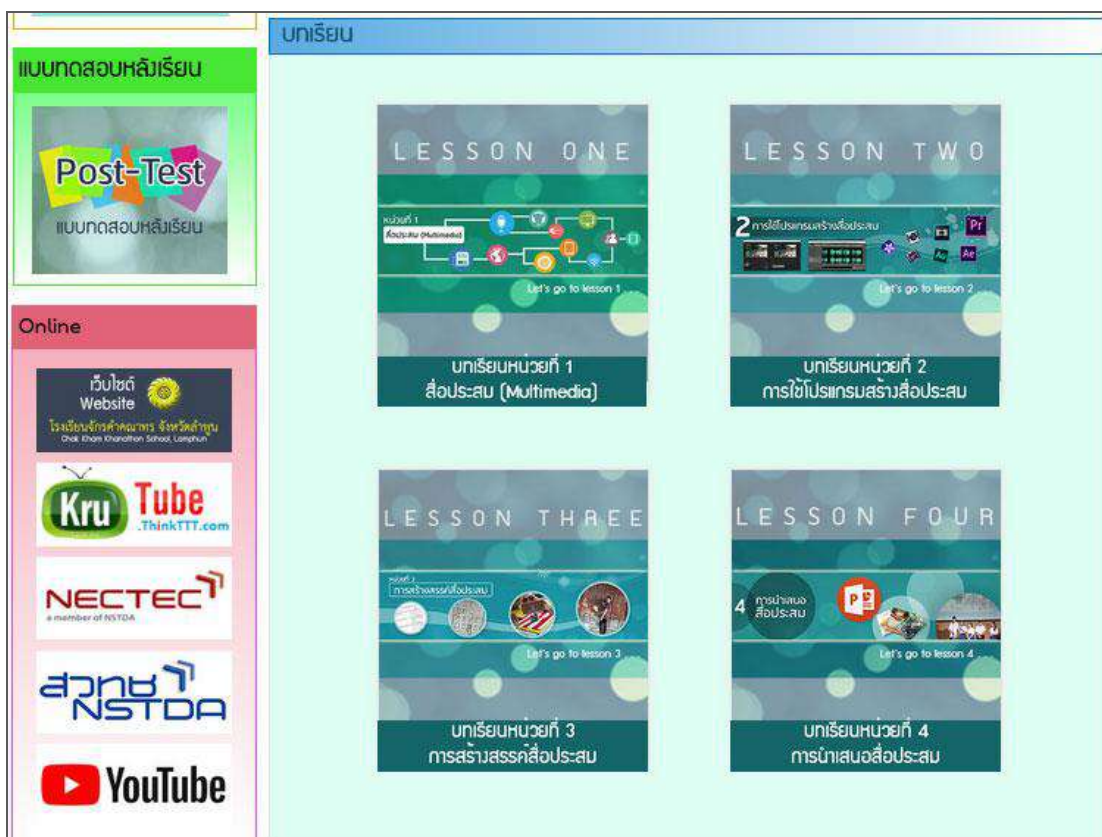 แบบทดสอบหลังเรียน
Post-Test
แบบทดสอบหลังเรียน
Online
เว็บไซต์
Website
โรงเรียนจักรคำคณาทร จังหวัดลำพูน
Chak Kham Khanathon School, Lamphun
Kru Tube
.ThinkTTT.com
NECTEC
a member of NSTDA
สวทช
NSTDA
YouTube
บทเรียน
LESSON ONE
หน่วยที่ 1
สื่อประสม (Multimedia)
Let's go to lesson 1 ...
บทเรียนหน่วยที่ 1
สื่อประสม (Multimedia)
LESSON TWO
2 การใช้โปรแกรมสร้างสื่อประสม
Pr
Ae
Let's go to lesson 2 ...
บทเรียนหน่วยที่ 2
การใช้โปรแกรมสร้างสื่อประสม
LESSON THREE
หน่วยที่ 3
การสร้างสรรค์สื่อประสม
Let's go to lesson 3 ...
บทเรียนหน่วยที่ 3
การสร้างสรรค์สื่อประสม
LESSON FOUR
4 การนำเสนอ
สื่อประสม
P
Let's go to lesson 4 ...
บทเรียนหน่วยที่ 4
การนำเสนอสื่อประสม